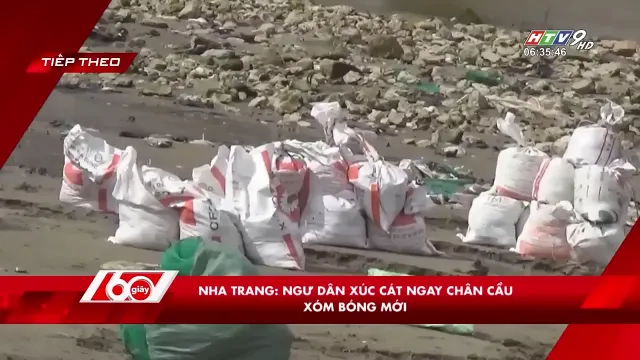 TIẾP THEO
HTV9 HD
06:35:46
60 giây
NHA TRANG: NGƯ DÂN XÚC CÁT NGAY CHÂN CẦU
XÓM BÓNG MỚI